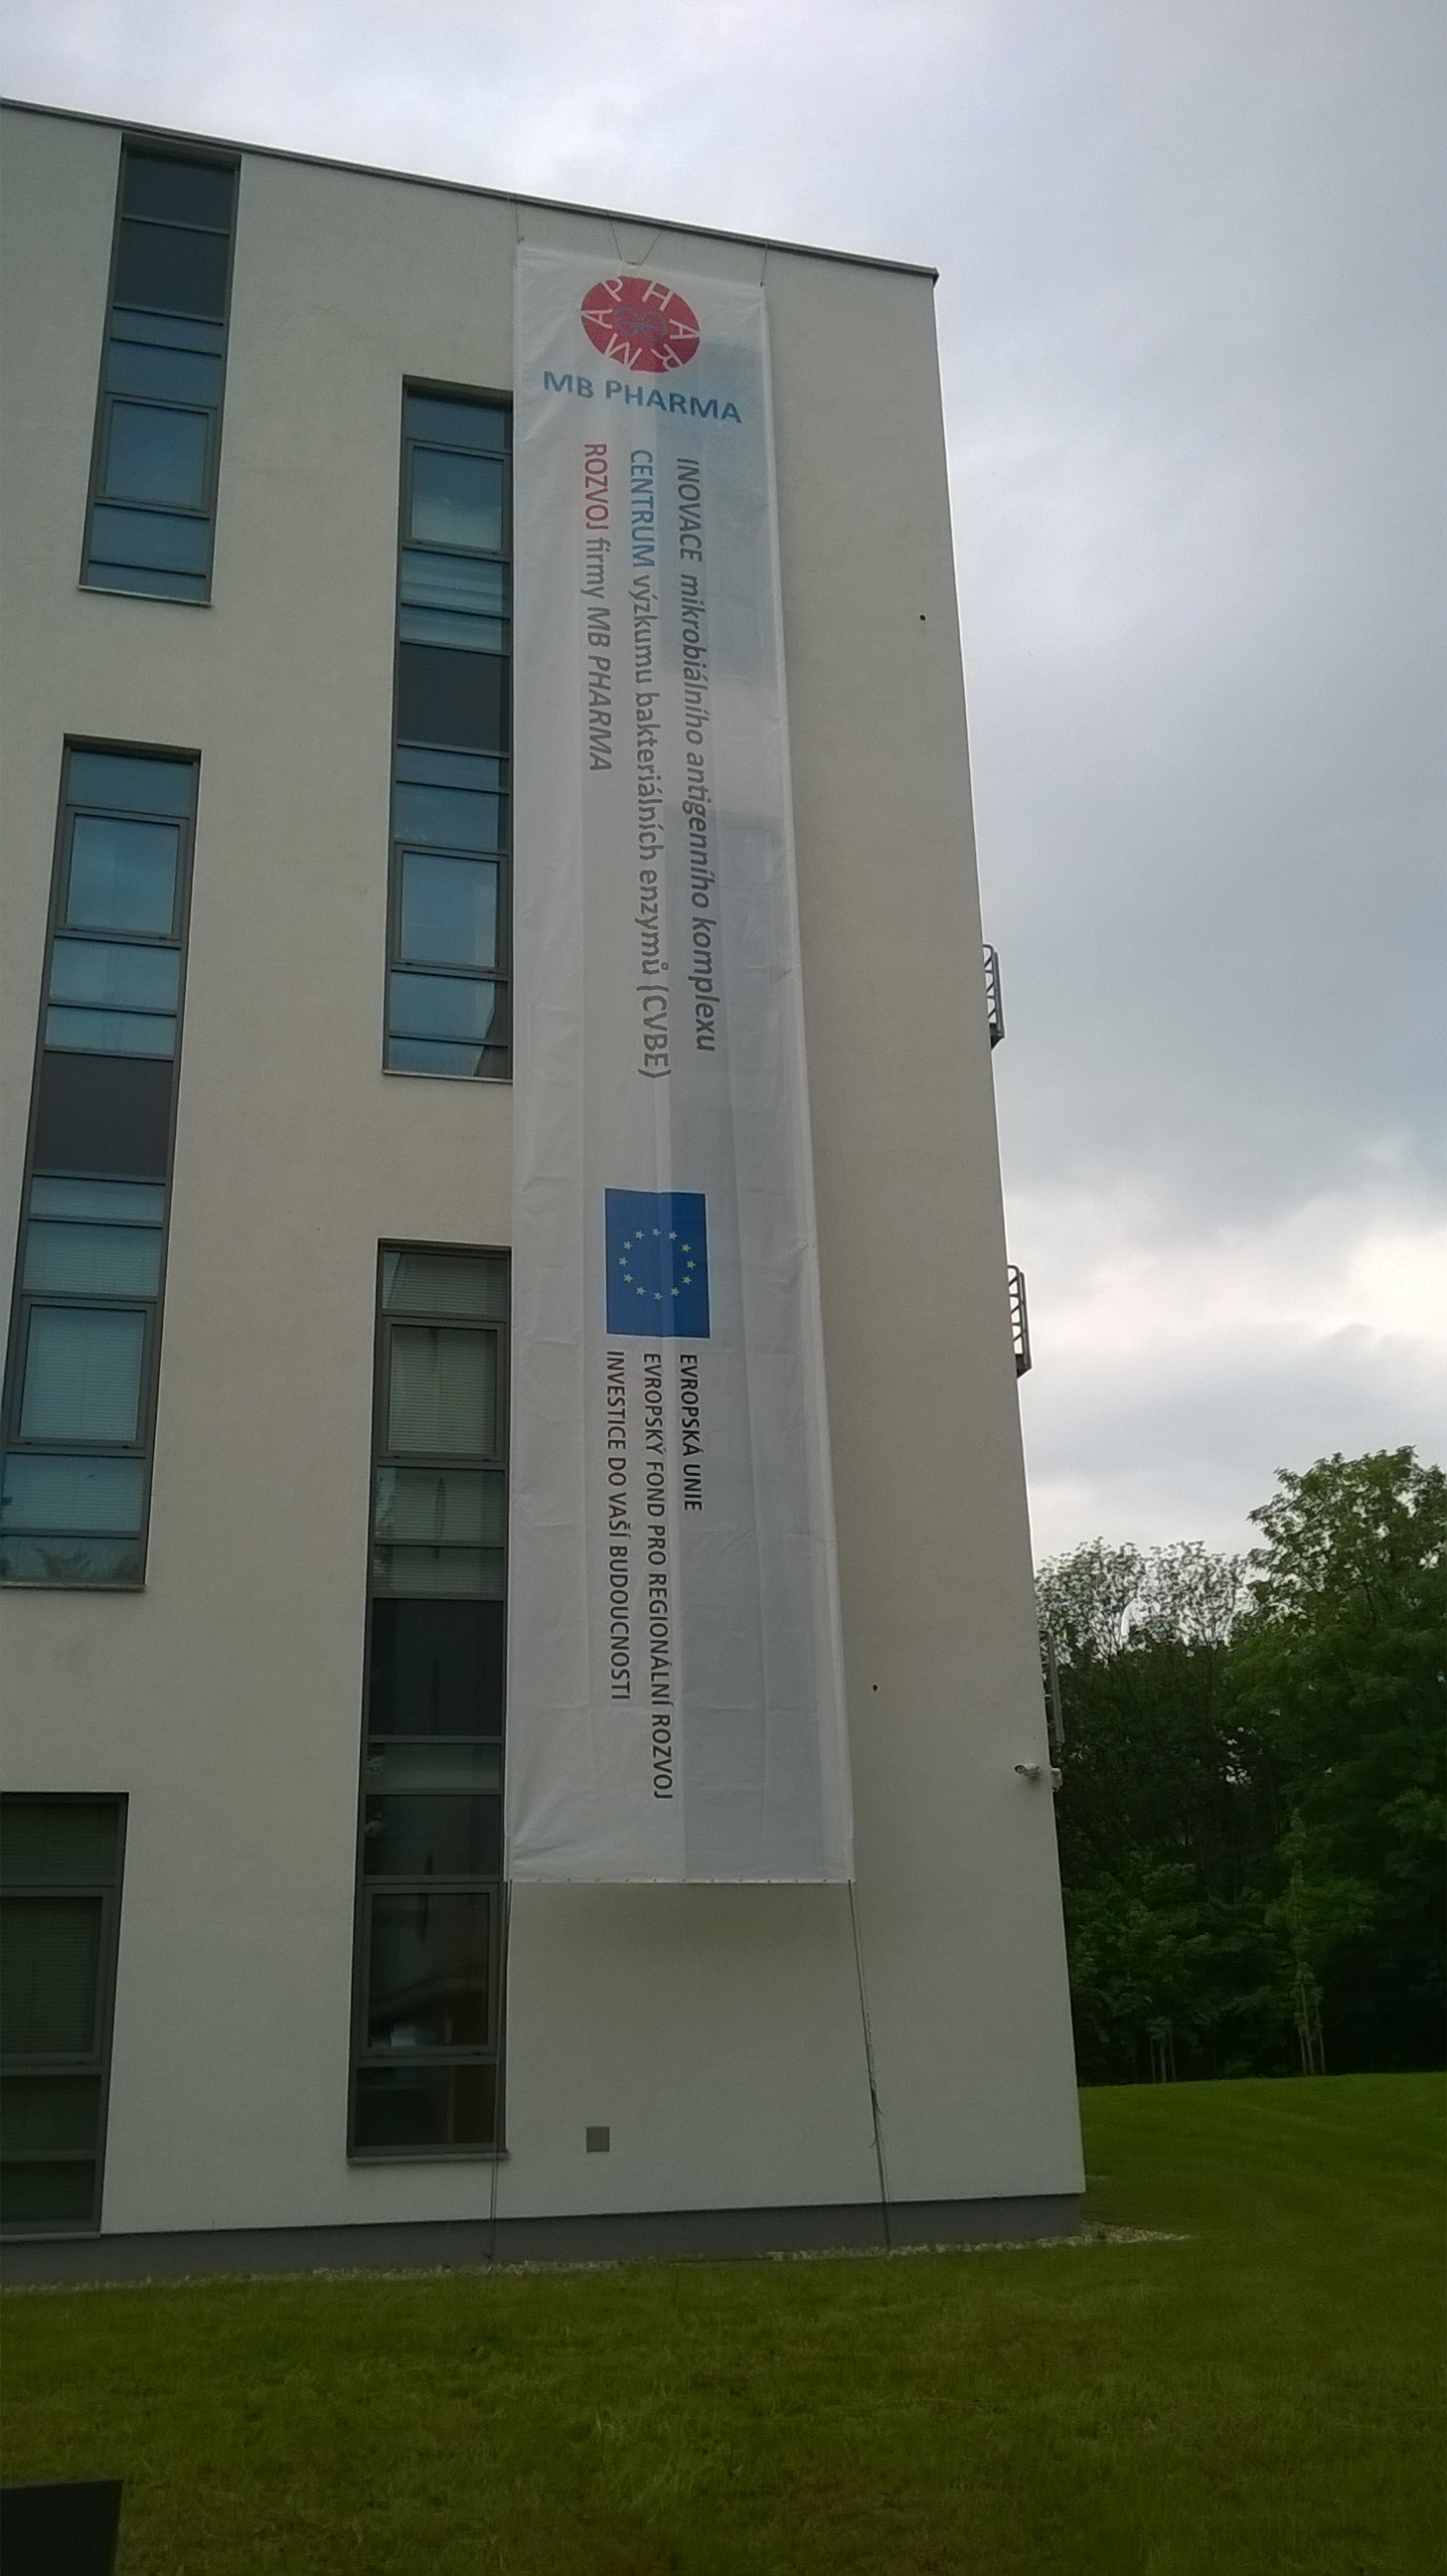 PHARMA
MB PHARMA
INOVACE mikrobiálního antigenního komplexu
CENTRUM výzkumu bakteriálních enzymů (CVBE)
ROZVOJ firmy MB PHARMA
EVROPSKÁ UNIE
EVROPSKÝ FOND PRO REGIONÁLNÍ ROZVOJ
INVESTICE DO VAŠÍ BUDOUCNOSTI